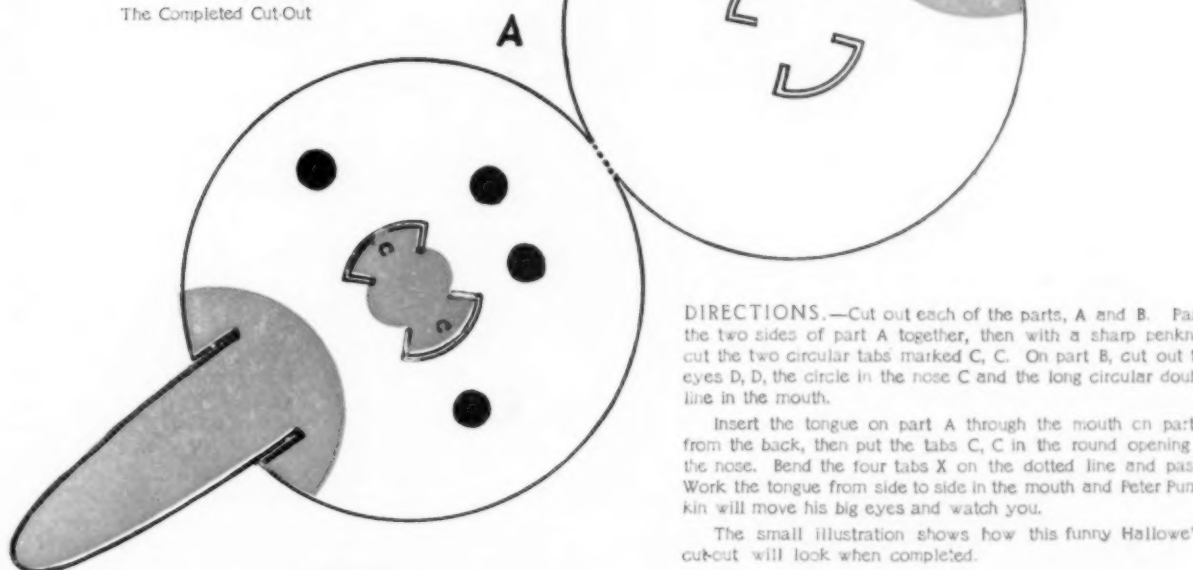 The Completed Cut-Out
A
C
C
DIRECTIONS.—Cut out each of the parts, A and B.
the two sides of part A together, then with a sharp
cut the two circular tabs marked C, C. On part B, cut out
eyes D, D, the circle in the nose C and the long circular
line in the mouth.
Insert the tongue on part A through the mouth on part
from the back, then put the tabs C, C in the round opening
the nose. Bend the four tabs X on the dotted line and
Work the tongue from side to side in the mouth and Peter Pum-
kin will move his big eyes and watch you.
The small illustration shows how this funny
cut-out will look when completed.